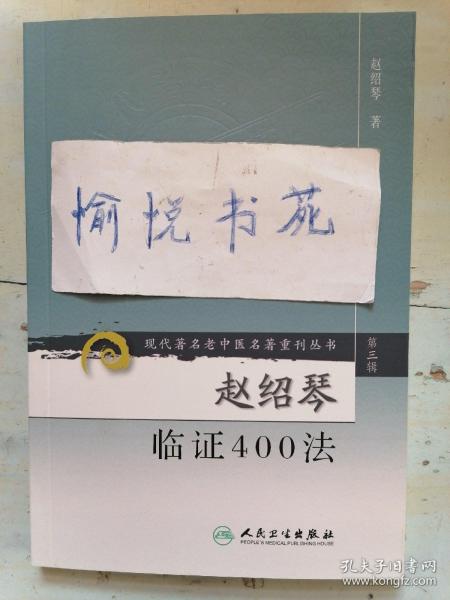 赵绍琴 著
愉悦书苑
现代著名老中医名著重刊丛书
第三辑
赵绍琴
临证400法
人民卫生出版社
PEOPLE'S MEDICAL PUBLISHING HOUSE
孔夫子旧书网
www.kongfz.com